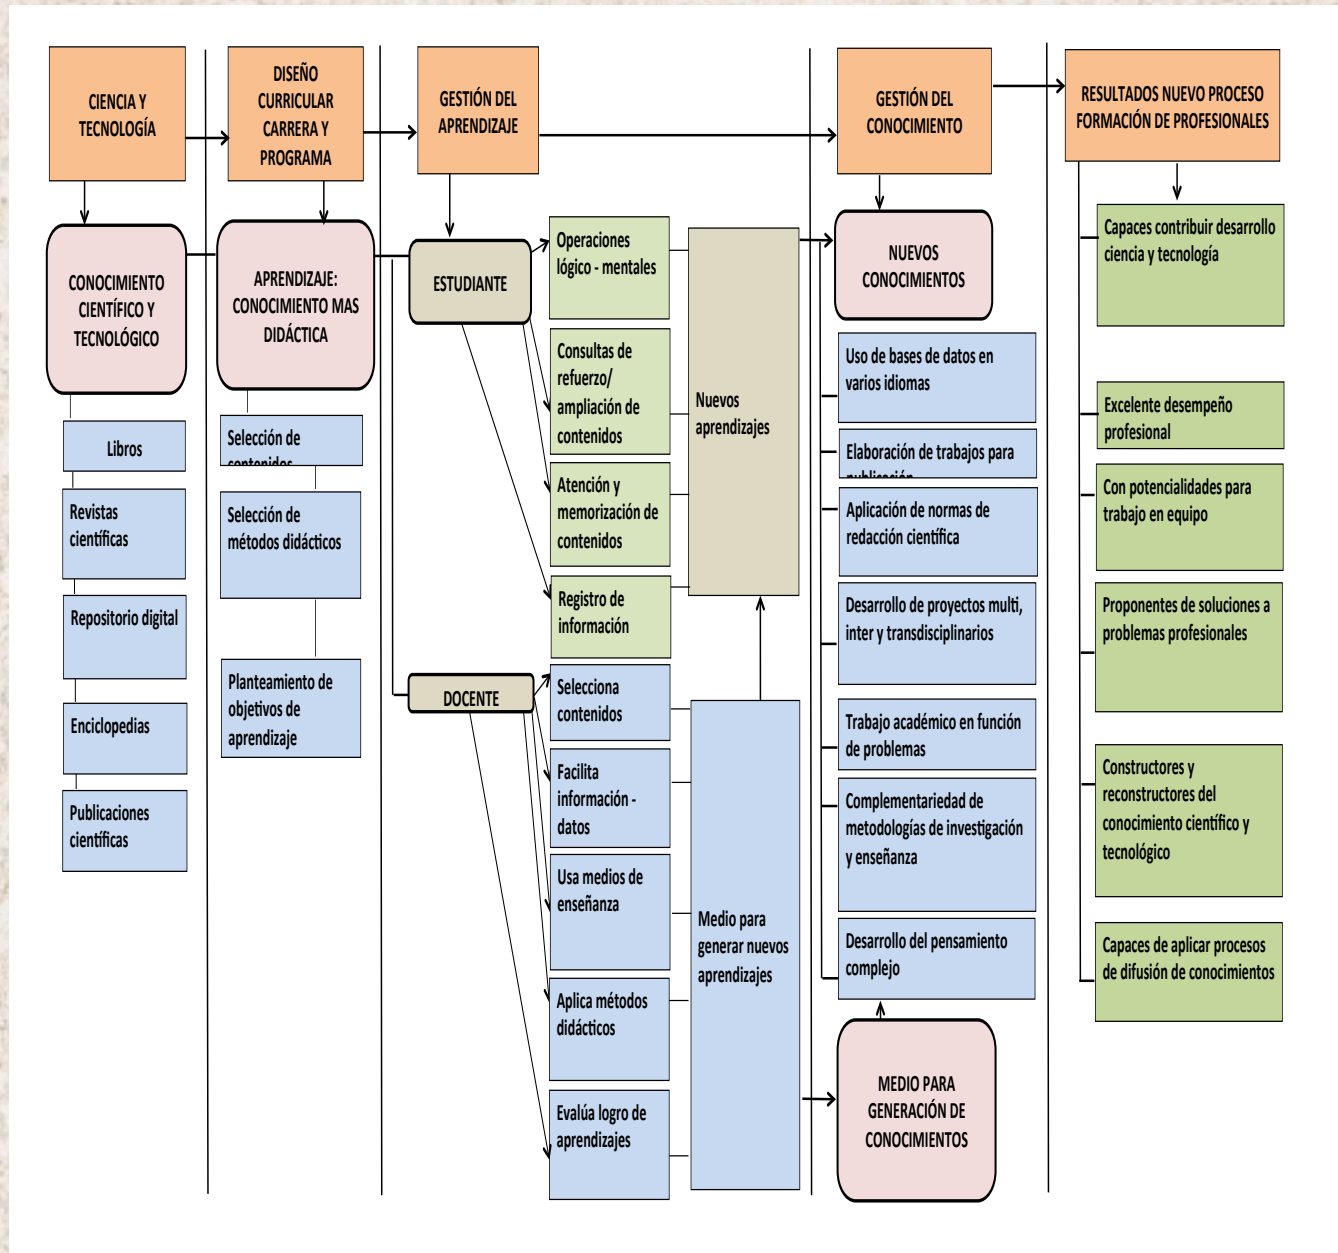 CIENCIA Y
TECNOLOGÍA
DISEÑO
CURRICULAR
CARRERA Y
PROGRAMA
GESTIÓN DEL
APRENDIZAJE
GESTIÓN DEL
CONOCIMIENTO
RESULTADOS NUEVO PROCESO
FORMACIÓN DE PROFESIONALES
CONOCIMIENTO
CIENTÍFICO Y
TECNOLÓGICO
Libros
Revistas
científicas
Repositorio digital
Enciclopedias
Publicaciones
científicas
APRENDIZAJE:
CONOCIMIENTO MAS
DIDÁCTICA
Selección de
contenidos
Selección de
métodos didácticos
Planteamiento de
objetivos de
aprendizaje
ESTUDIANTE
Operaciones
lógico - mentales
Consultas de
refuerzo/
ampliación de
contenidos
Atención y
memorización de
contenidos
Registro de
información
Nuevos
aprendizajes
DOCENTE
Selecciona
contenidos
Facilita
información -
datos
Usa medios de
enseñanza
Aplica métodos
didácticos
Evalúa logro de
aprendizajes
Medio para
generar nuevos
aprendizajes
NUEVOS
CONOCIMIENTOS
Uso de bases de datos en
varios idiomas
Elaboración de trabajos para
publicación
Aplicación de normas de
redacción científica
Desarrollo de proyectos multi,
inter y transdisciplinarios
Trabajo académico en función
de problemas
Complementariedad de
metodologías de investigación
y enseñanza
Desarrollo del pensamiento
complejo
MEDIO PARA
GENERACIÓN DE
CONOCIMIENTOS
Capaces contribuir desarrollo
ciencia y tecnología
Excelente desempeño
profesional
Con potencialidades para
trabajo en equipo
Proponentes de soluciones a
problemas profesionales
Constructores y
reconstructores del
conocimiento científico y
tecnológico
Capaces de aplicar procesos
de difusión de conocimientos